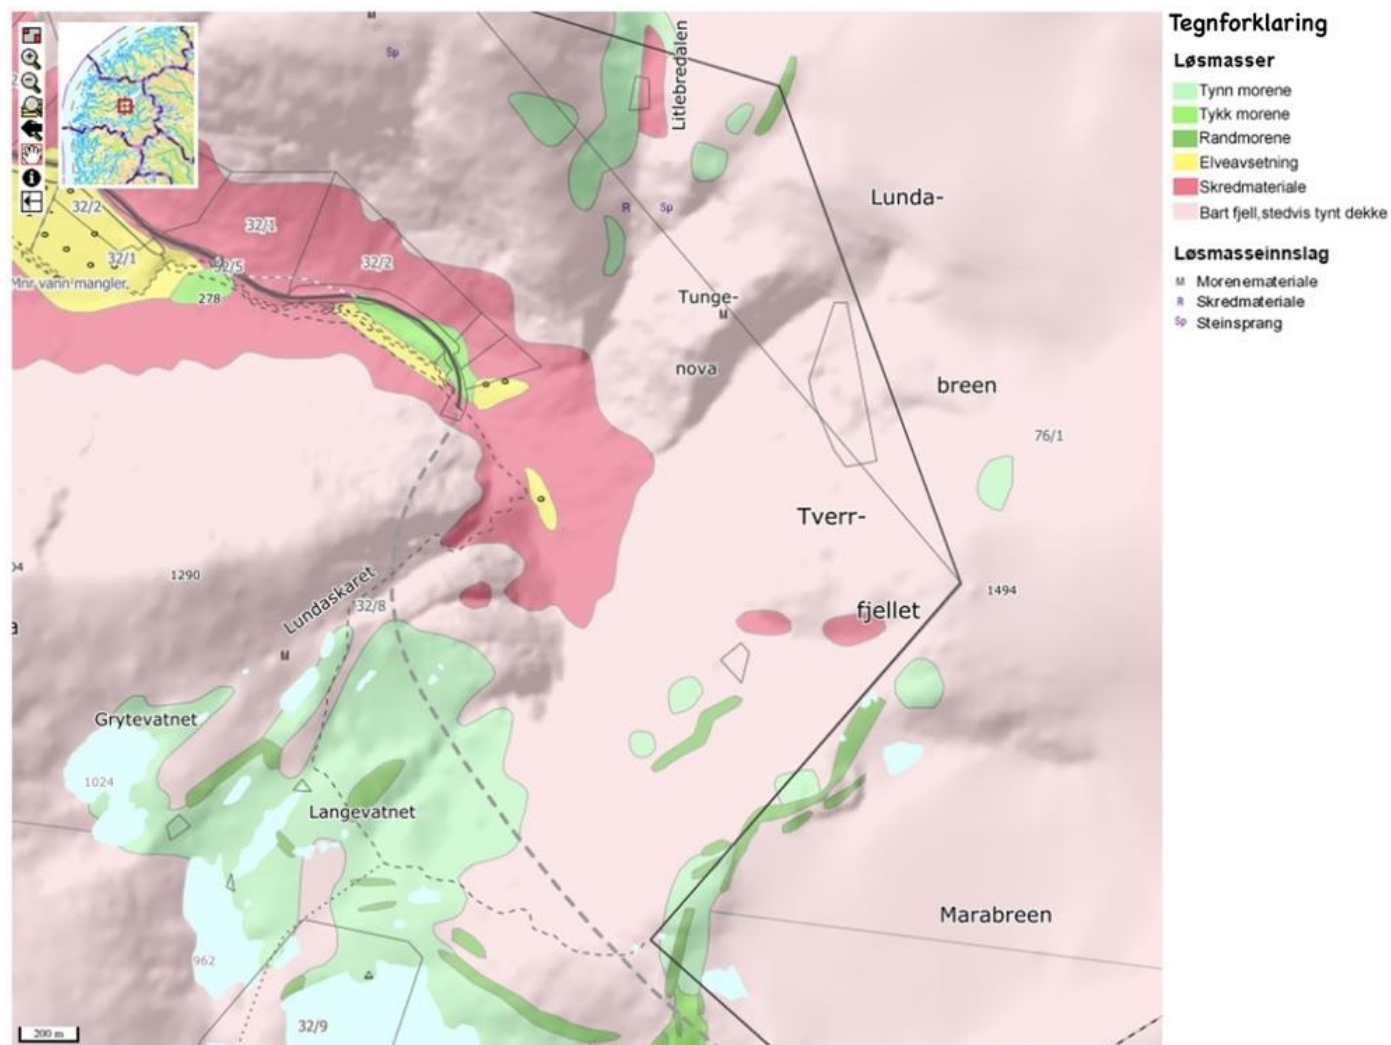 Tegnforklaring
Løsmasser
Tynn morene
Tykk morene
Randmorene
Elveavsetning
Skredmateriale
Bart fjell,stedvis tynt dekke
Løsmasseinnslag
M Morenemateriale
R Skredmateriale
Sp Steinsprang
M
Sp
Litlebredalen
32/2
32/1
32/1
32/5
32/2
Mnr vann mangler.
278
R Sp
Lunda-
Tunge-
M
nova
breen
76/1
Tverr-
1290
1494
Lundaskaret
32/8
fjellet
M
a
Grytevatnet
1024
Langevatnet
Marabreen
962
32/9
200 m